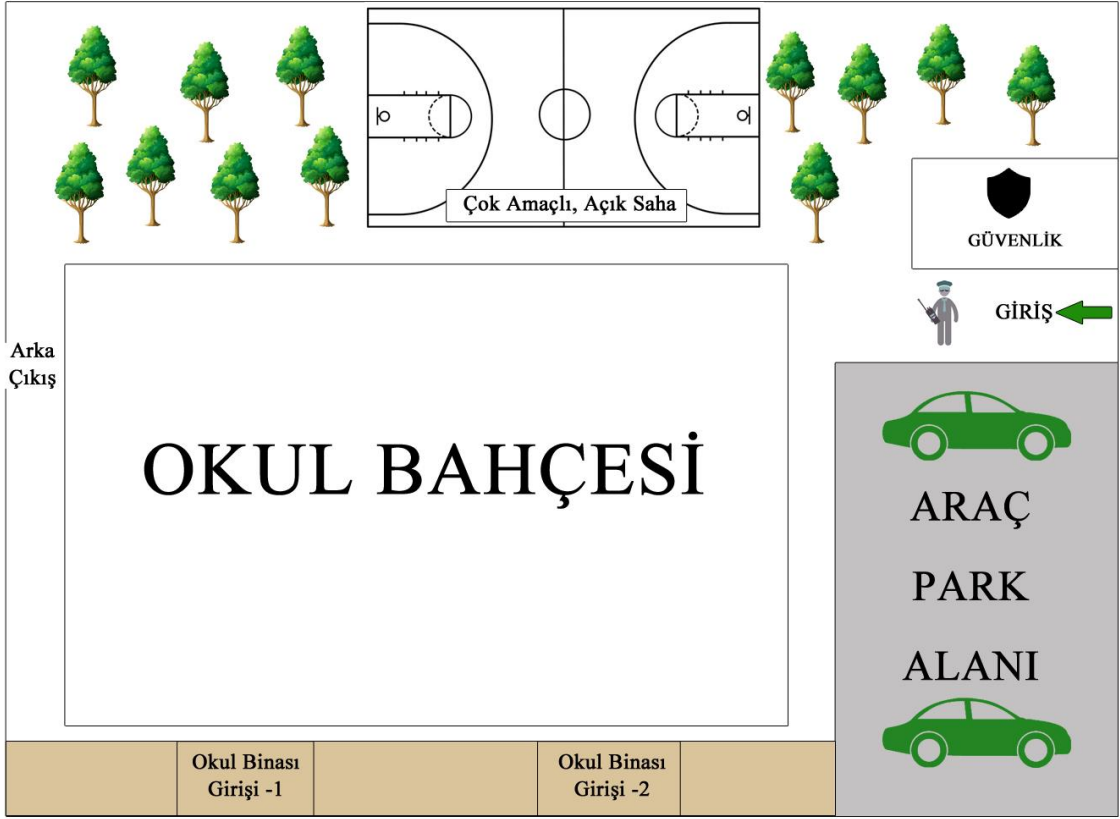 Çok Amaçlı, Açık Saha
GÜVENLİK
GİRİŞ
Arka
Çıkış
OKUL BAHÇESİ
ARAÇ
PARK
ALANI
Okul Binası
Girişi -1
Okul Binası
Girişi -2